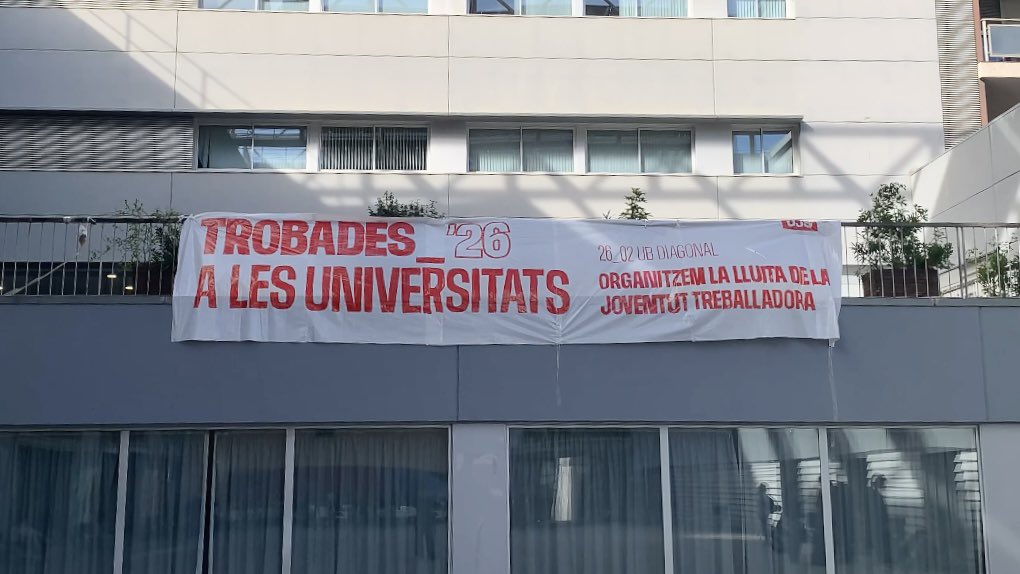 TROBADES_'26
A LES UNIVERSITATS
26_02 UB DIAGONAL
ORGANITZEM LA LLUITA DE LA
JOVENTUT TREBALLADORA